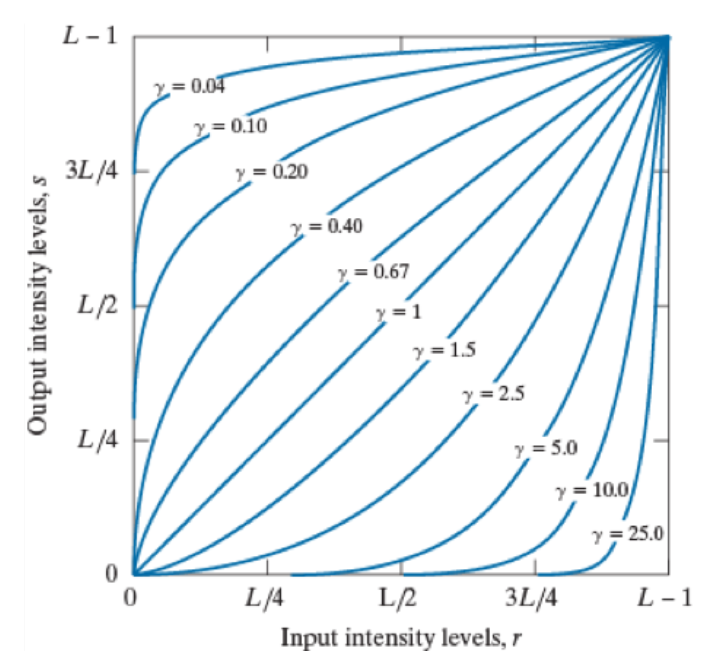 L – 1
γ = 0.04
γ = 0.10
3L/4
γ = 0.20
γ = 0.40
γ = 0.67
L/2
γ = 1
γ = 1.5
γ = 2.5
L/4
γ = 5.0
γ = 10.0
γ = 25.0
0
0 L/4 L/2 3L/4 L – 1
Input intensity levels, r
Output intensity levels, s